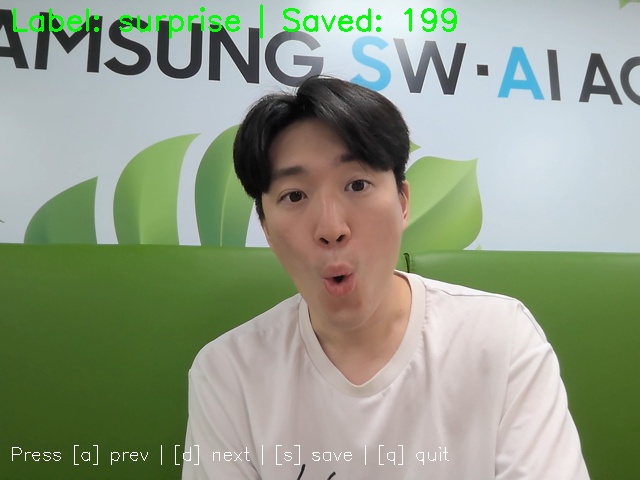 Label: surprise | Saved: 199
AMSUNG SW·AI AC
Press [a] prev | [d] next | [s] save | [q] quit